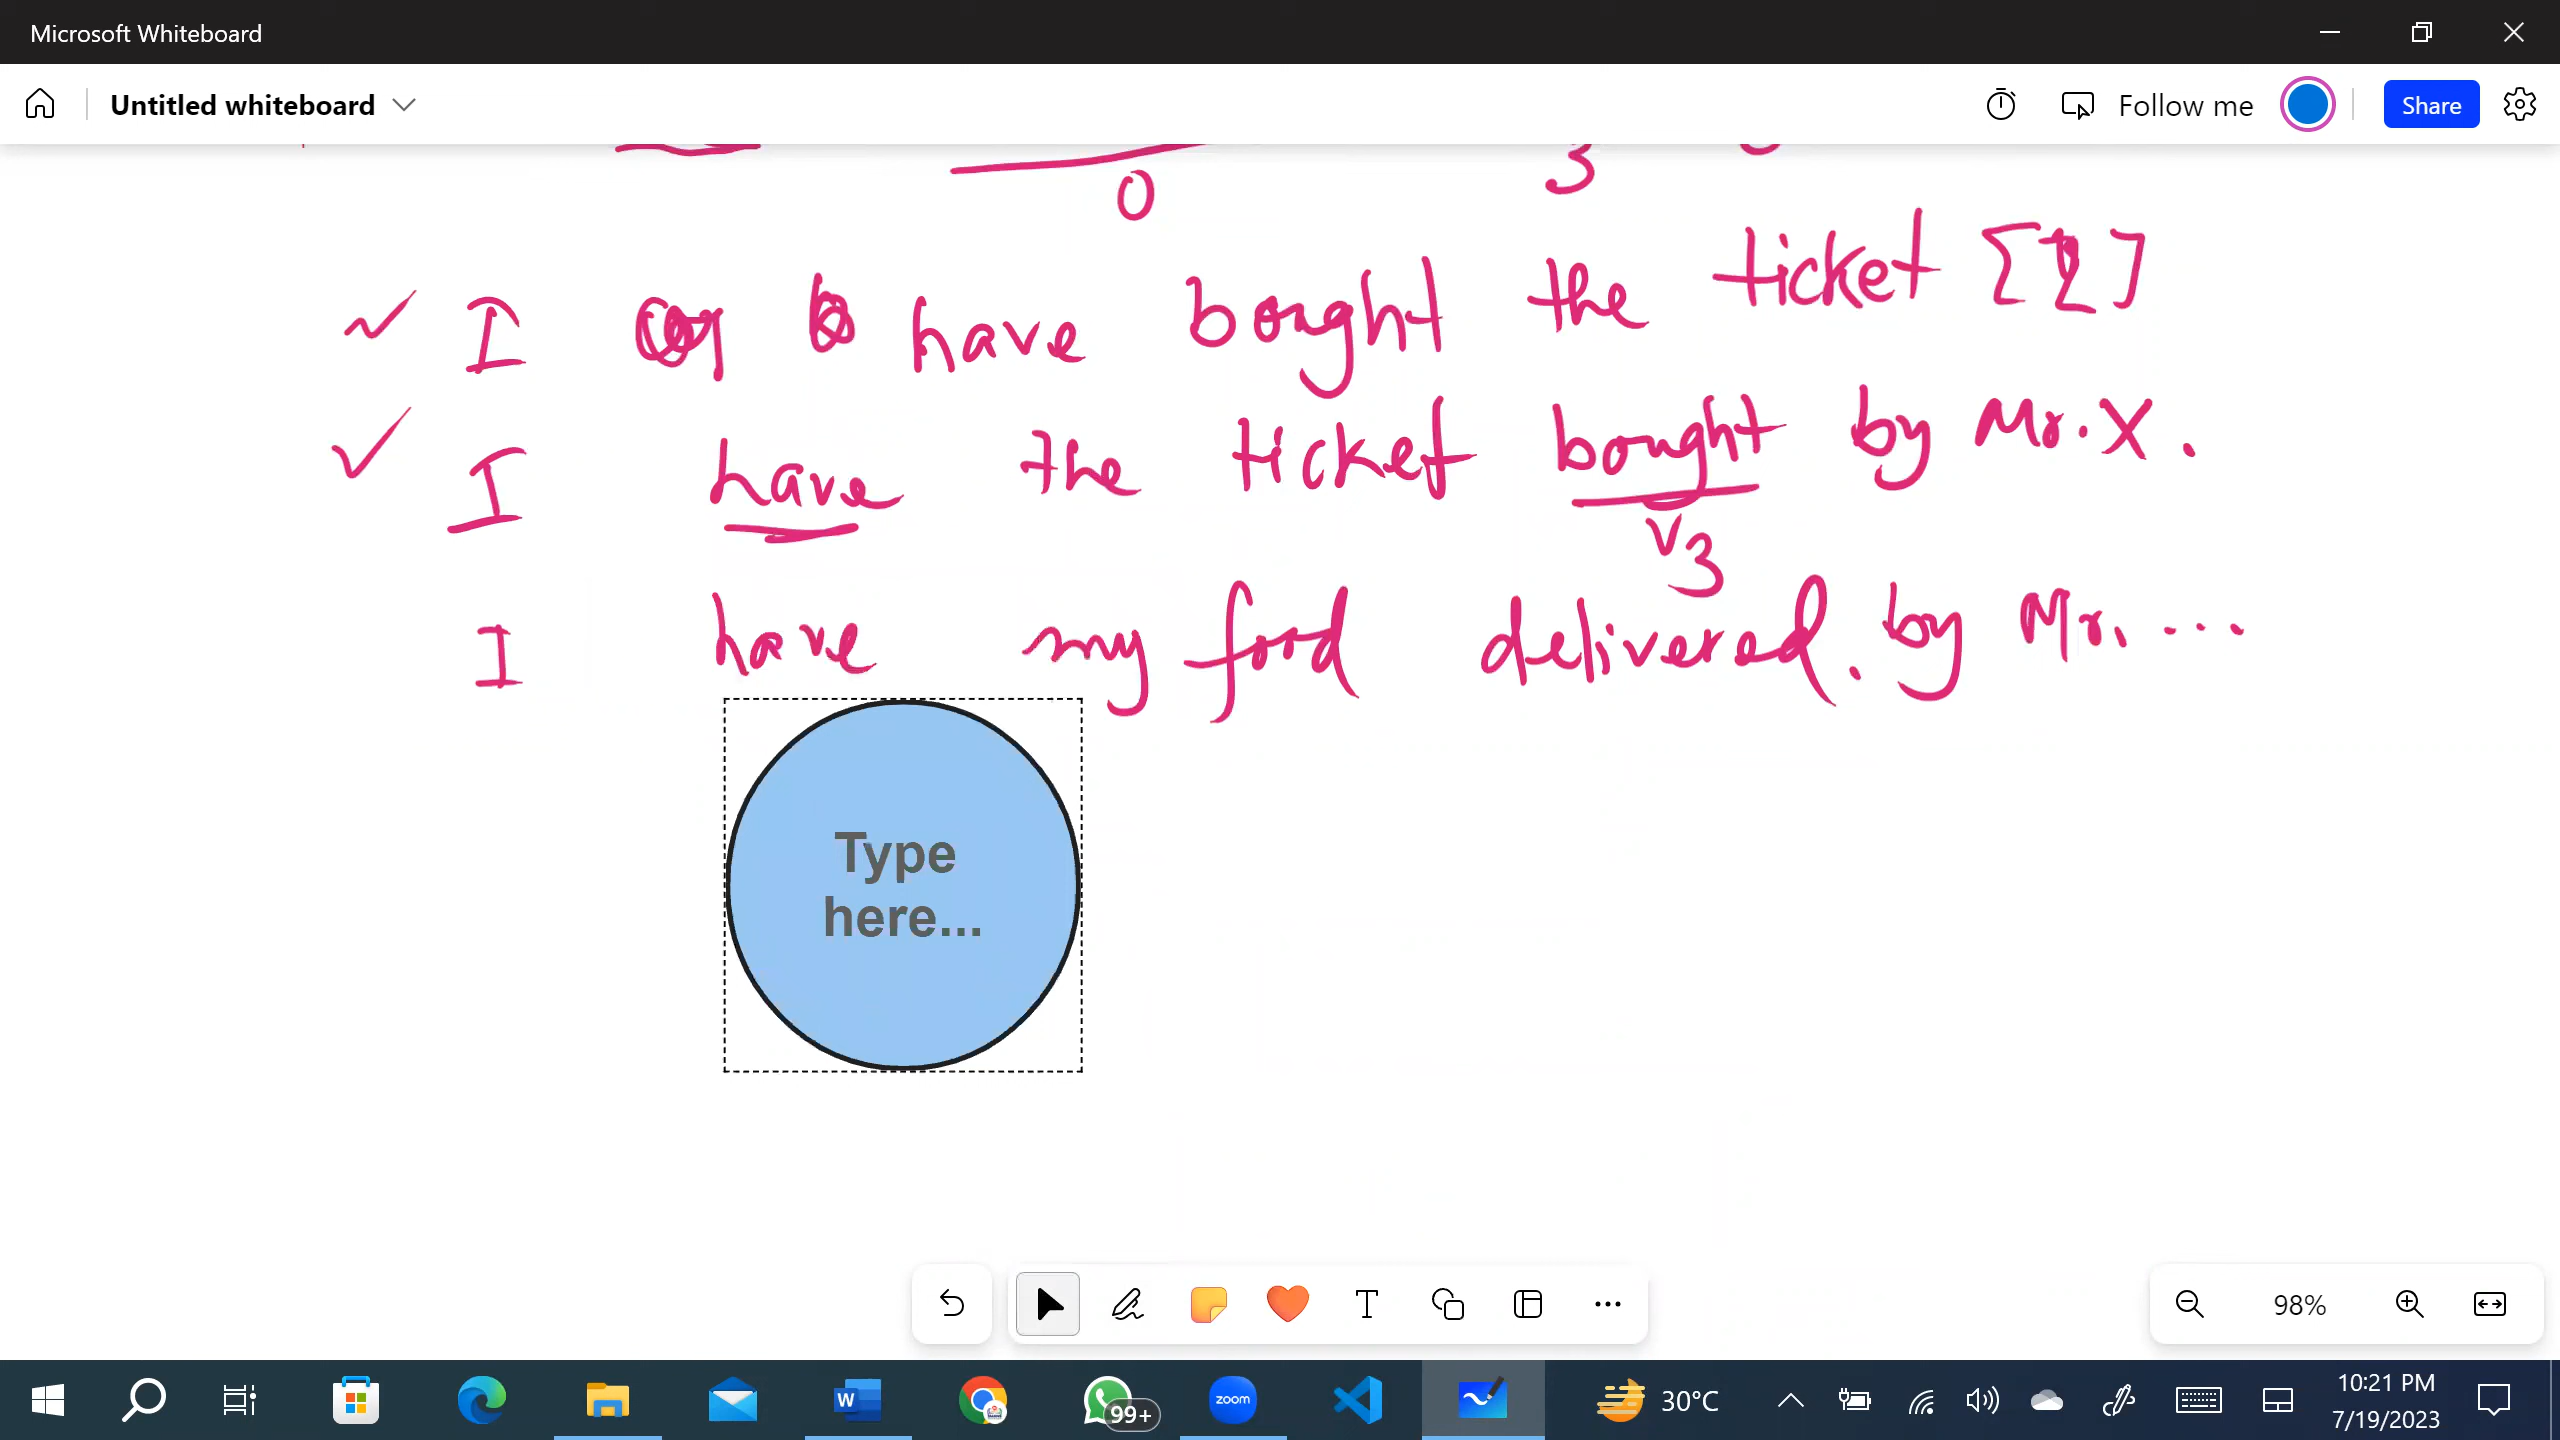 Microsoft Whiteboard
Untitled whiteboard
Follow me
Share
0
3
I have bought the ticket
I have the ticket bought by Mr. X.
V3
I have my food delivered. by Mr. ...
Type
here...
98%
W
99+
zoom
30°C
10:21 PM
7/19/2023